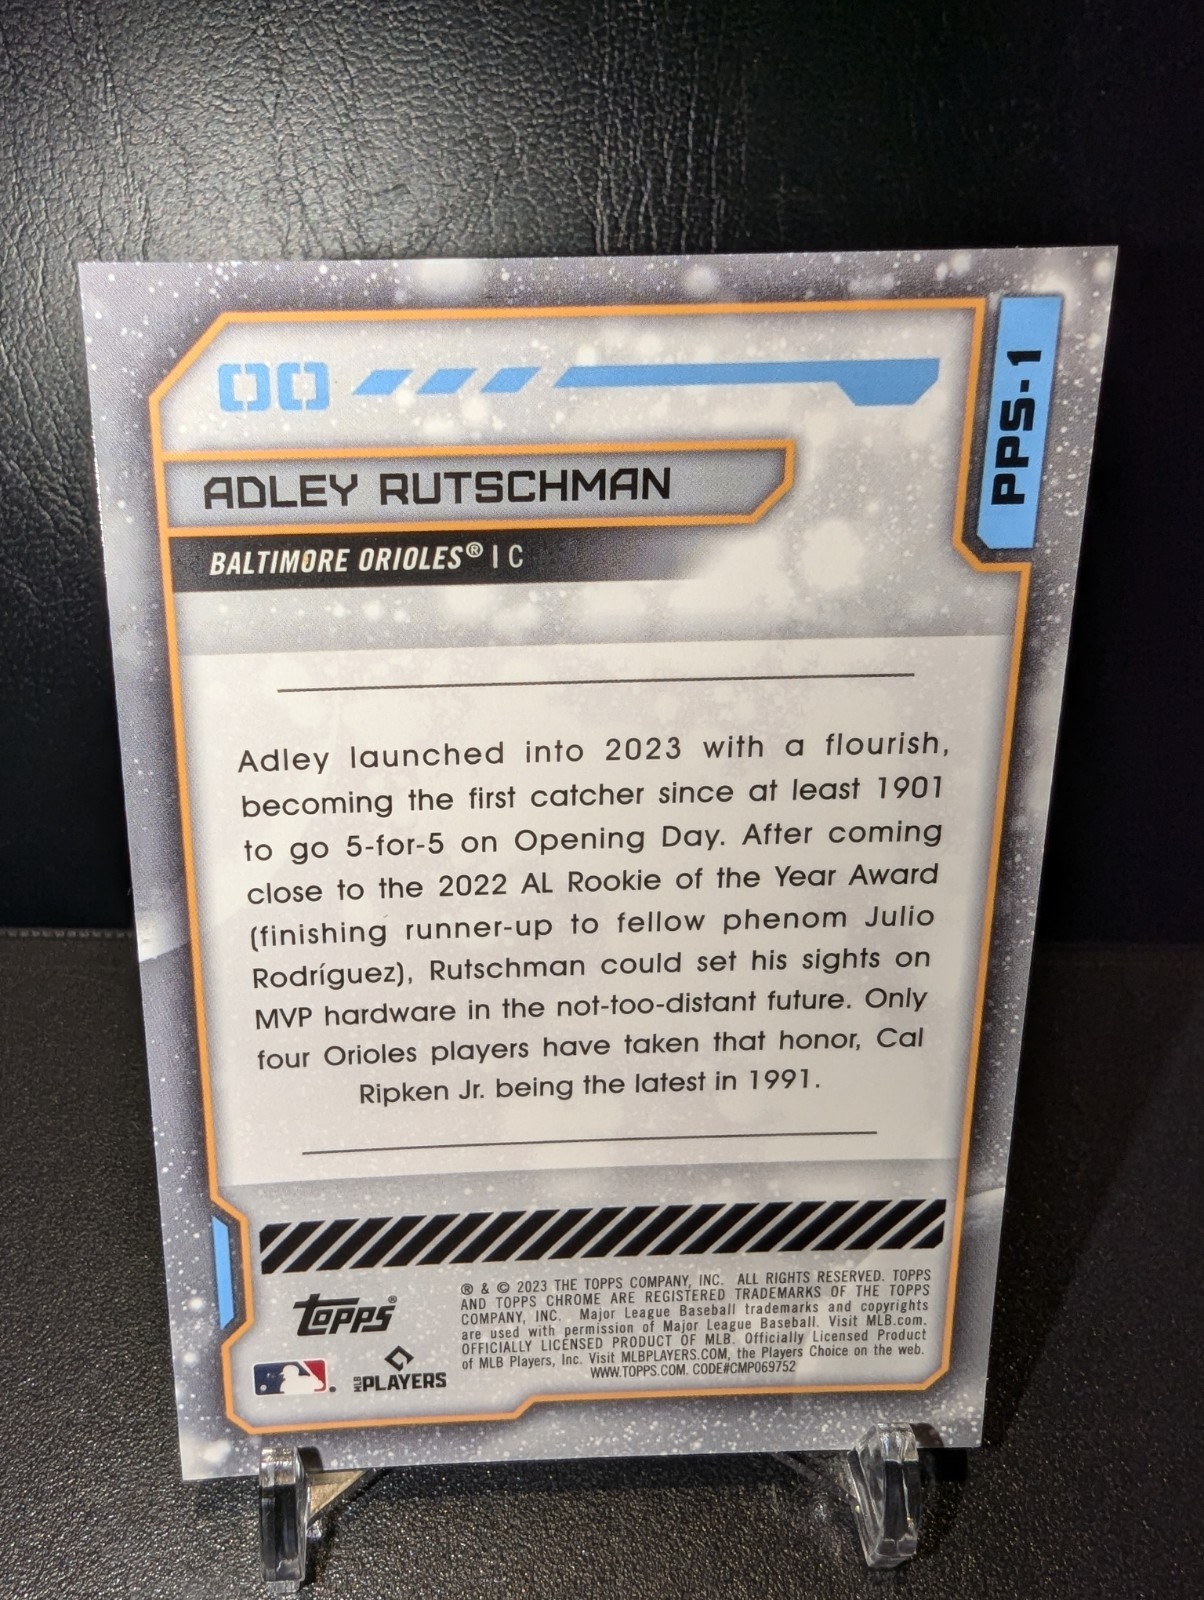 PPS-1
00
ADLEY RUTSCHMAN
BALTIMORE ORIOLES® | C
Adley launched into 2023 with a flourish,
becoming the first catcher since at least 1901
to go 5-for-5 on Opening Day. After coming
close to the 2022 AL Rookie of the Year Award
(finishing runner-up to fellow phenom Julio
Rodríguez), Rutschman could set his sights on
MVP hardware in the not-too-distant future. Only
four Orioles players have taken that honor, Cal
Ripken Jr. being the latest in 1991.
TOPPS®
MLB PLAYERS
® & © 2023 THE TOPPS COMPANY, INC. ALL RIGHTS RESERVED. TOPPS
AND TOPPS CHROME ARE REGISTERED TRADEMARKS OF THE TOPPS
COMPANY, INC. Major League Baseball trademarks and copyrights
are used with permission of Major League Baseball. Visit MLB.com.
OFFICIALLY LICENSED PRODUCT OF MLB. Officially Licensed Product
of MLB Players, Inc. Visit MLBPLAYERS.COM, the Players Choice on the web.
WWW.TOPPS.COM. CODE#CMP069752